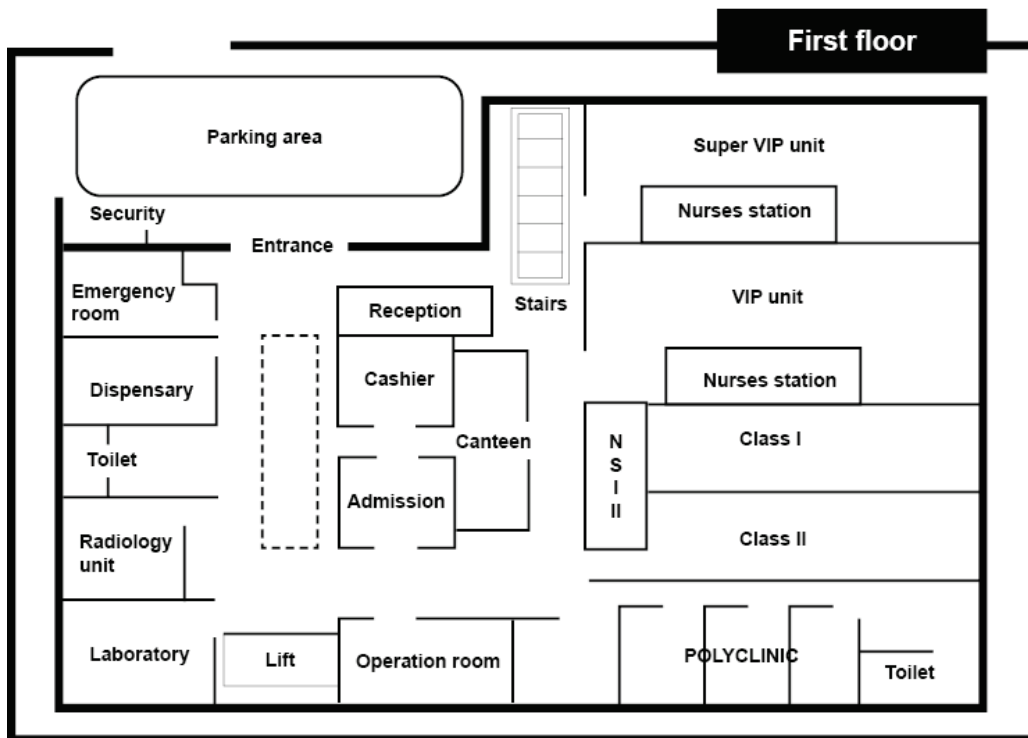 First floor
Parking area
Super VIP unit
Security
Nurses station
Entrance
Emergency
room
VIP unit
Stairs
Reception
Cashier
Nurses station
Dispensary
Canteen
N
S
I
II
Class I
Toilet
Admission
Radiology
unit
Class II
Laboratory
Lift
Operation room
POLYCLINIC
Toilet